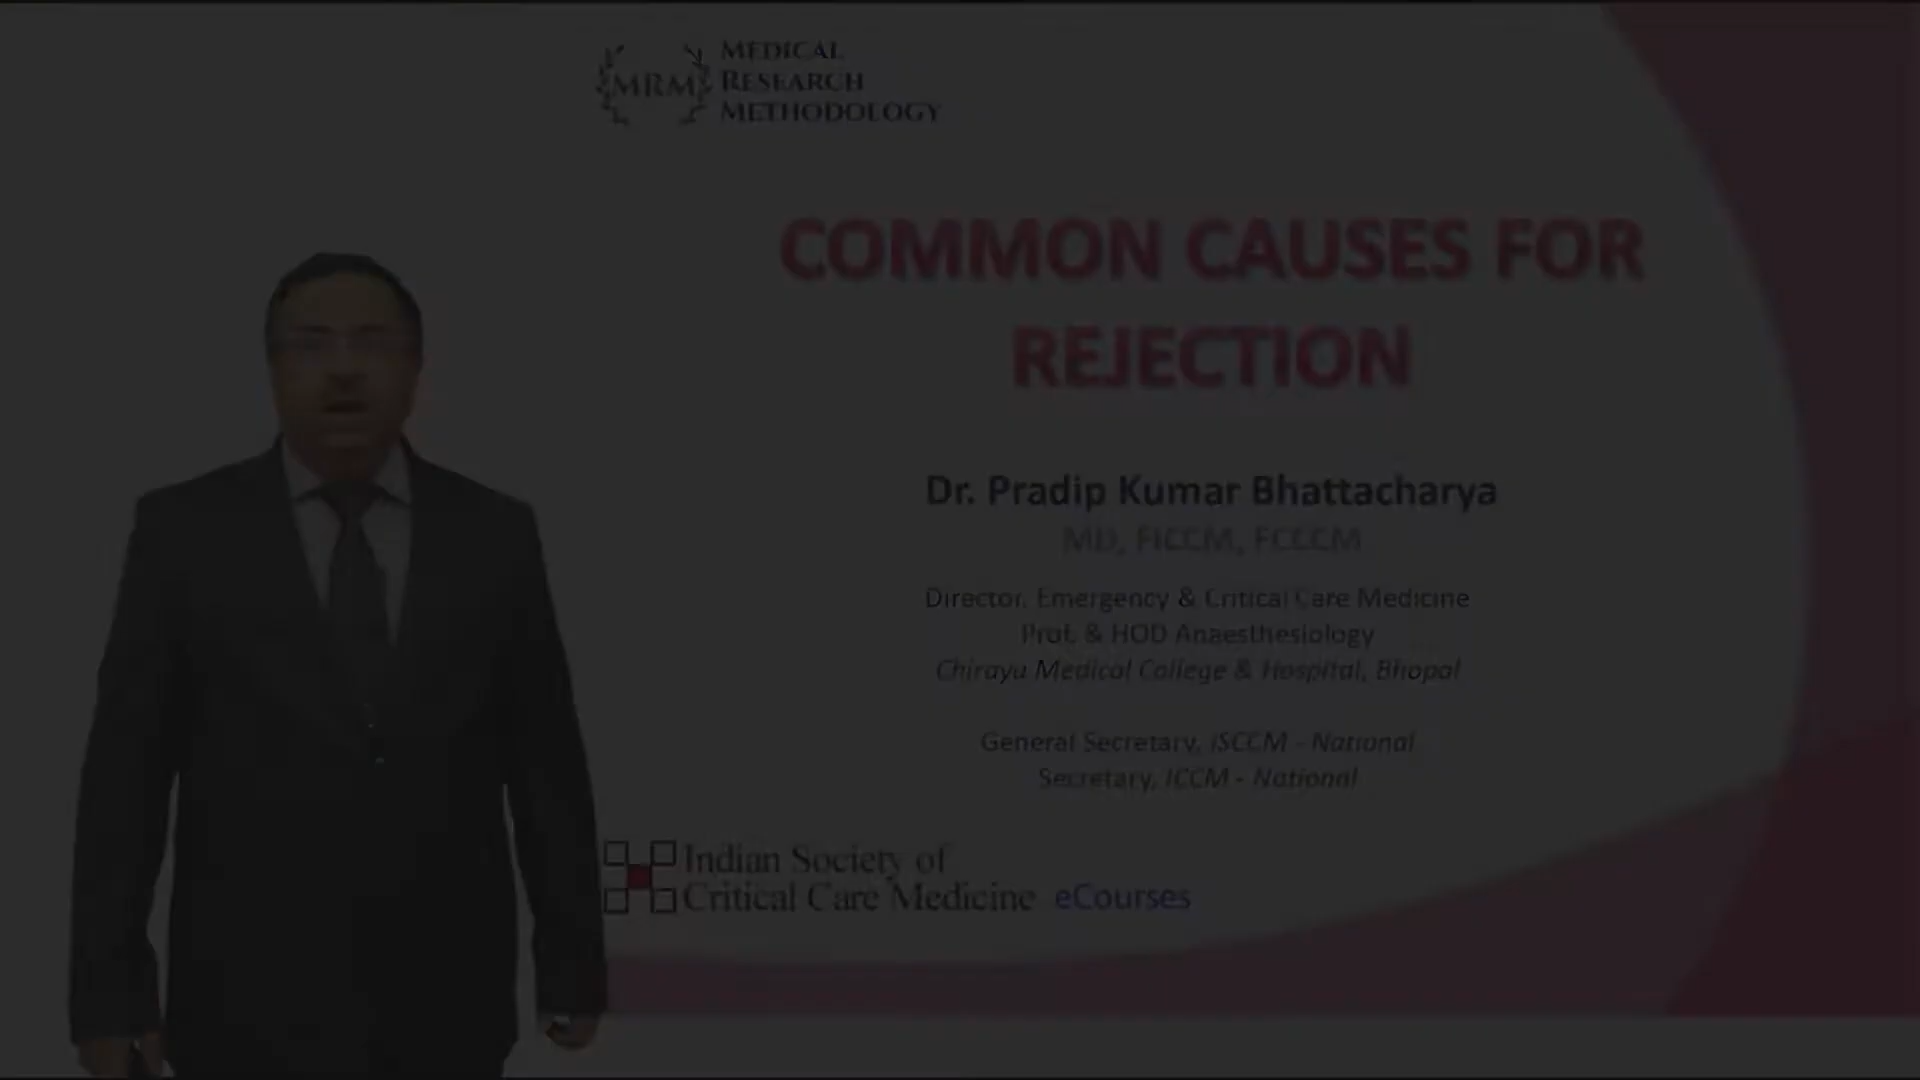 MRM
MEDICAL
RESEARCH
METHODOLOGY
COMMON CAUSES FOR
REJECTION
Dr. Pradip Kumar Bhattacharya
MD, FICCM, FCCCM
Director, Emergency & Critical Care Medicine
Prof. & HOD Anaesthesiology
Chirayu Medical College & Hospital, Bhopal
General Secretary, ISCCM - National
Secretary, ICCM - National
Indian Society of
Critical Care Medicine eCourses